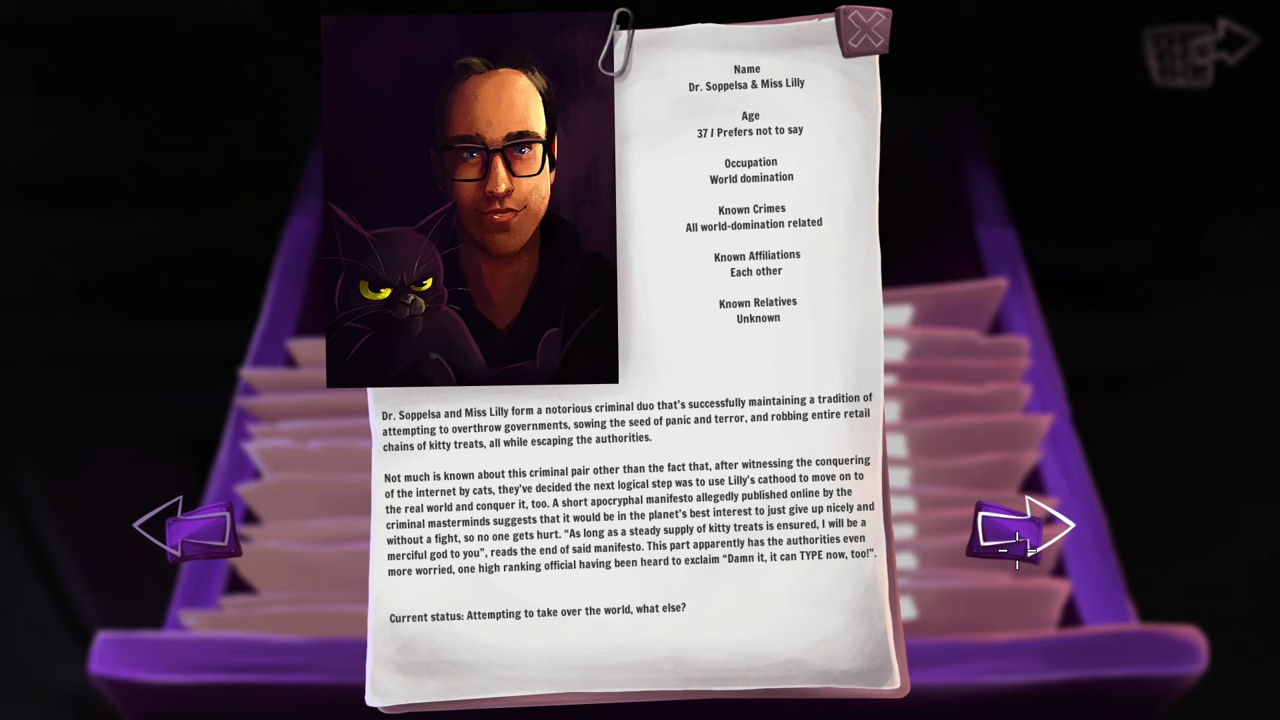 Name
Dr. Soppelsa & Miss Lilly
Age
37 / Prefers not to say
Occupation
World domination
Known Crimes
All world-domination related
Known Affiliations
Each other
Known Relatives
Unknown
Dr. Soppelsa and Miss Lilly form a notorious criminal duo that's successfully maintaining a tradition of
attempting to overthrow governments, sowing the seed of panic and terror, and robbing entire retail
chains of kitty treats, all while escaping the authorities.
Not much is known about this criminal pair other than the fact that, after witnessing the conquering
of the internet by cats, they've decided the next logical step was to use Lilly's cathood to move on to
the real world and conquer it, too. A short apocryphal manifesto allegedly published online by the
criminal masterminds suggests that it would be in the planet's best interest to just give up nicely and
without a fight, so no one gets hurt. “As long as a steady supply of kitty treats is ensured, I will be a
merciful god to you”, reads the end of said manifesto. This part apparently has the authorities even
more worried, one high ranking official having been heard to exclaim “Damn it, it can TYPE now, too!”.
Current status: Attempting to take over the world, what else?